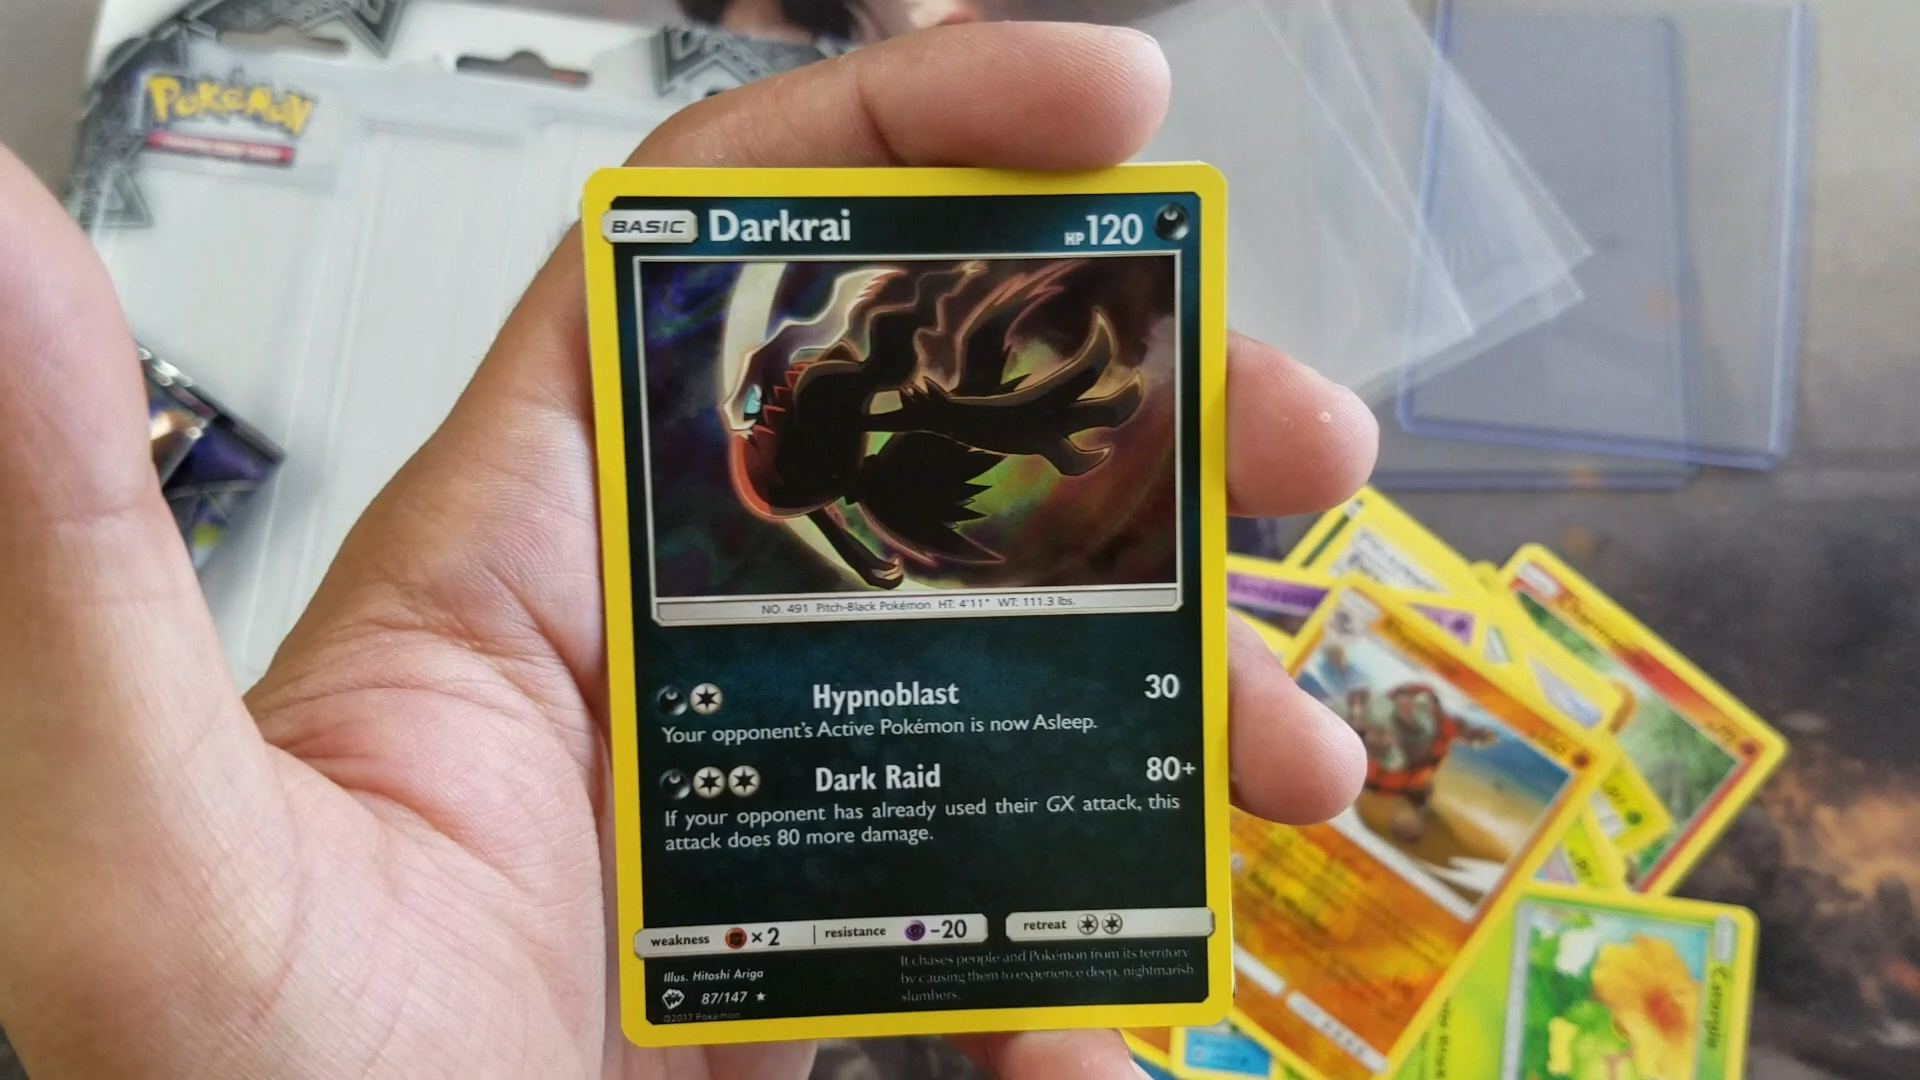 Pokémon
BASIC Darkrai HP 120
NO. 491 Pitch-Black Pokémon HT: 4'11" WT: 111.3 lbs.
Hypnoblast 30
Your opponent's Active Pokémon is now Asleep.
Dark Raid 80+
If your opponent has already used their GX attack, this
attack does 80 more damage.
weakness ×2 resistance -20 retreat
Illus. Hitoshi Ariga
87/147 ★
©2017 Pokémon
It chases people and Pokémon from its territory
by causing them to experience deep, nightmarish
slumbers.